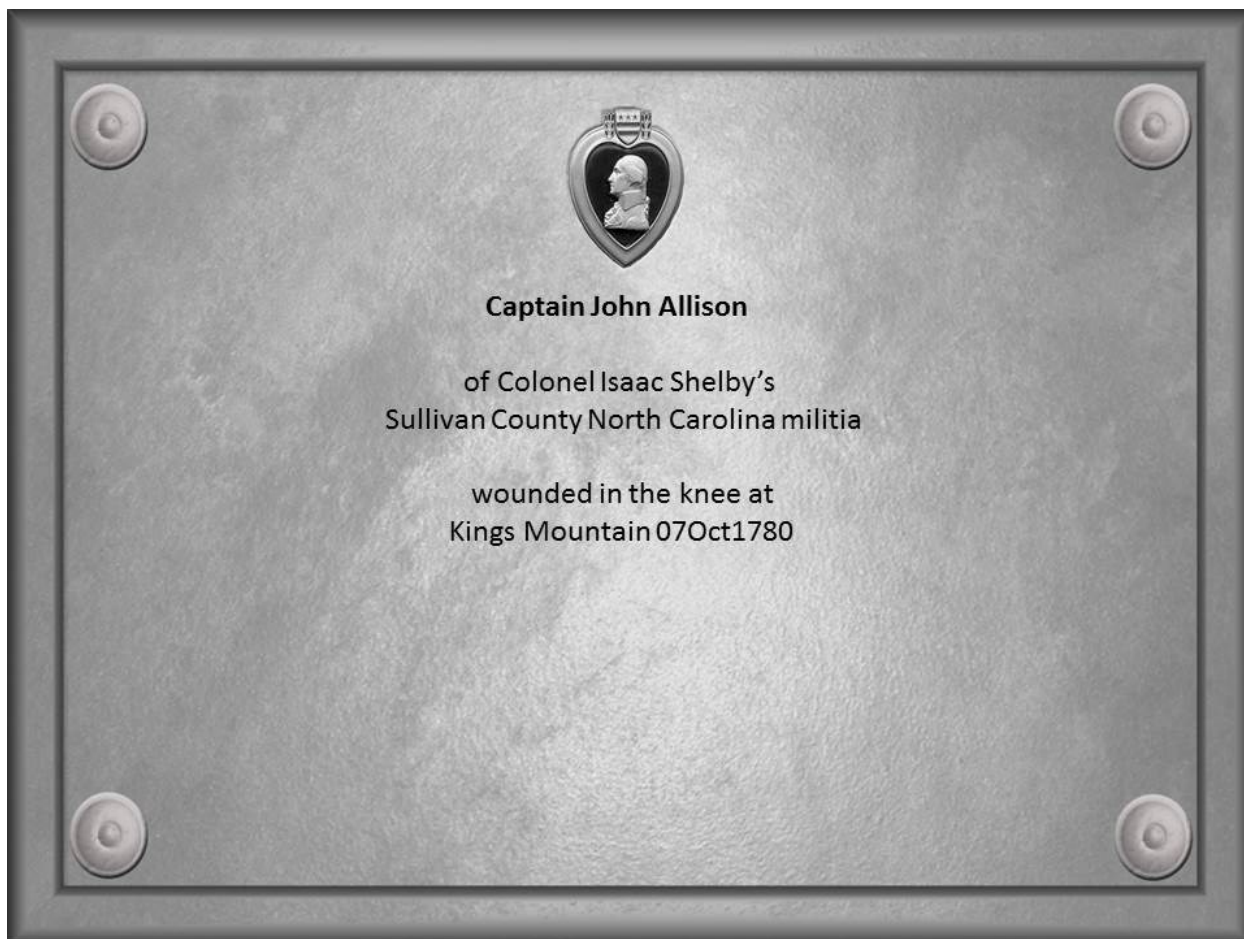 Captain John Allison
of Colonel Isaac Shelby’s
Sullivan County North Carolina militia
wounded in the knee at
Kings Mountain 07Oct1780